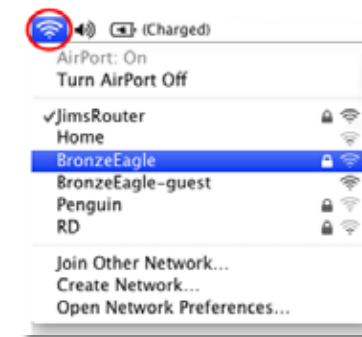 (Charged)
AirPort: On
Turn AirPort Off
✓JimsRouter
Home
BronzeEagle
BronzeEagle-guest
Penguin
RD
Join Other Network...
Create Network...
Open Network Preferences...